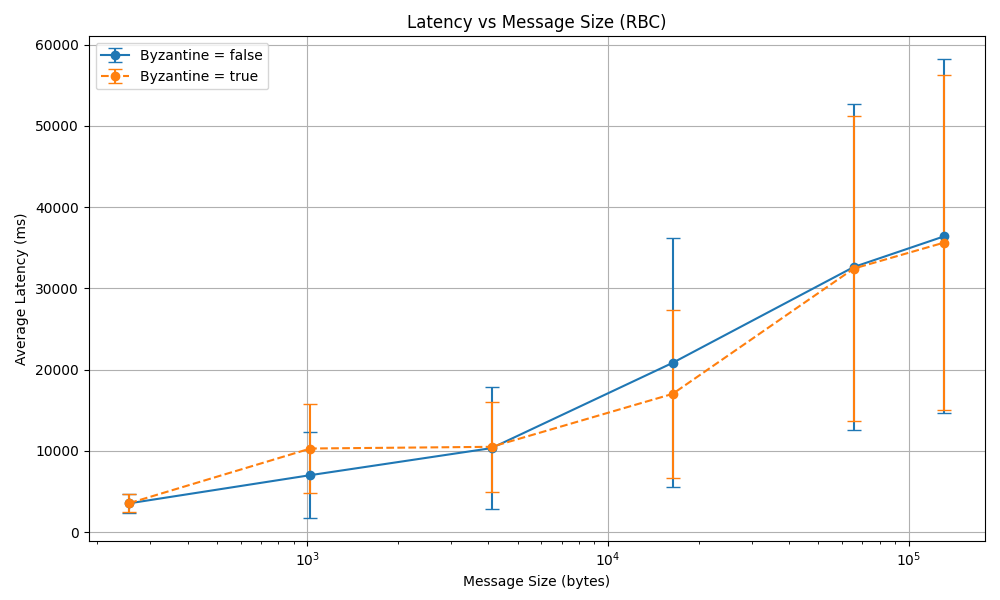 Latency vs Message Size (RBC)
Byzantine = false
Byzantine = true
60000
50000
40000
30000
20000
10000
0
Average Latency (ms)
10³
10⁴
10⁵
Message Size (bytes)